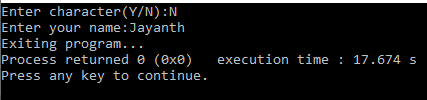 Enter character(Y/N):N
Enter your name:Jayanth
Exiting program...
Process returned 0 (0x0)   execution time : 17.674 s
Press any key to continue.